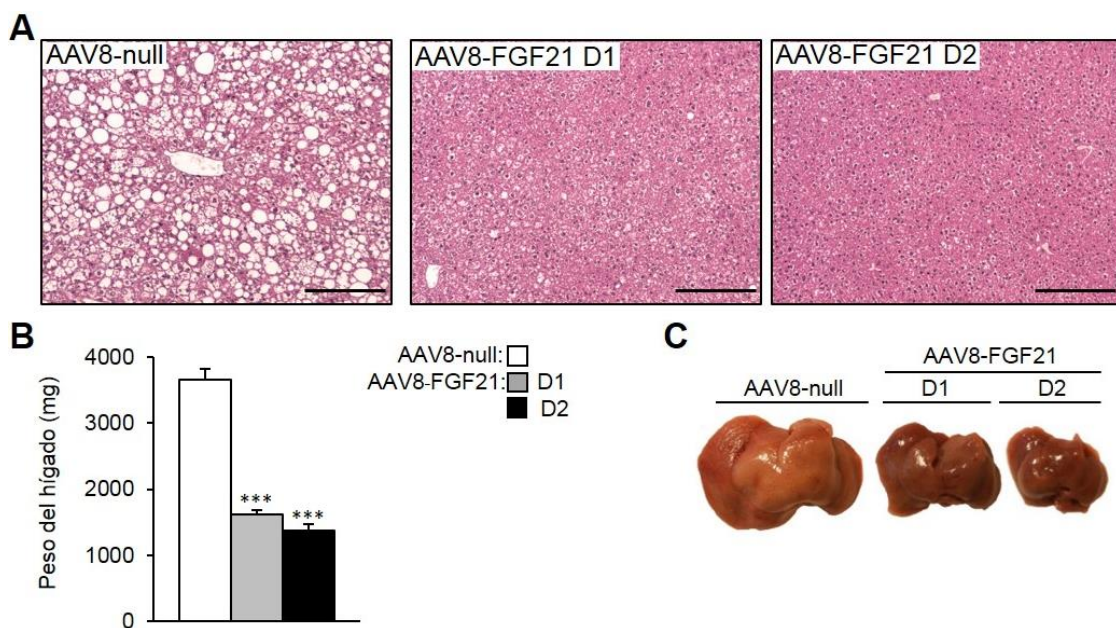 A
AAV8-null
AAV8-FGF21 D1
AAV8-FGF21 D2
B
4000
3000
2000
1000
0
Peso del hígado (mg)
***
***
AAV8-null:
AAV8-FGF21: D1
D2
C
AAV8-FGF21
AAV8-null
D1
D2